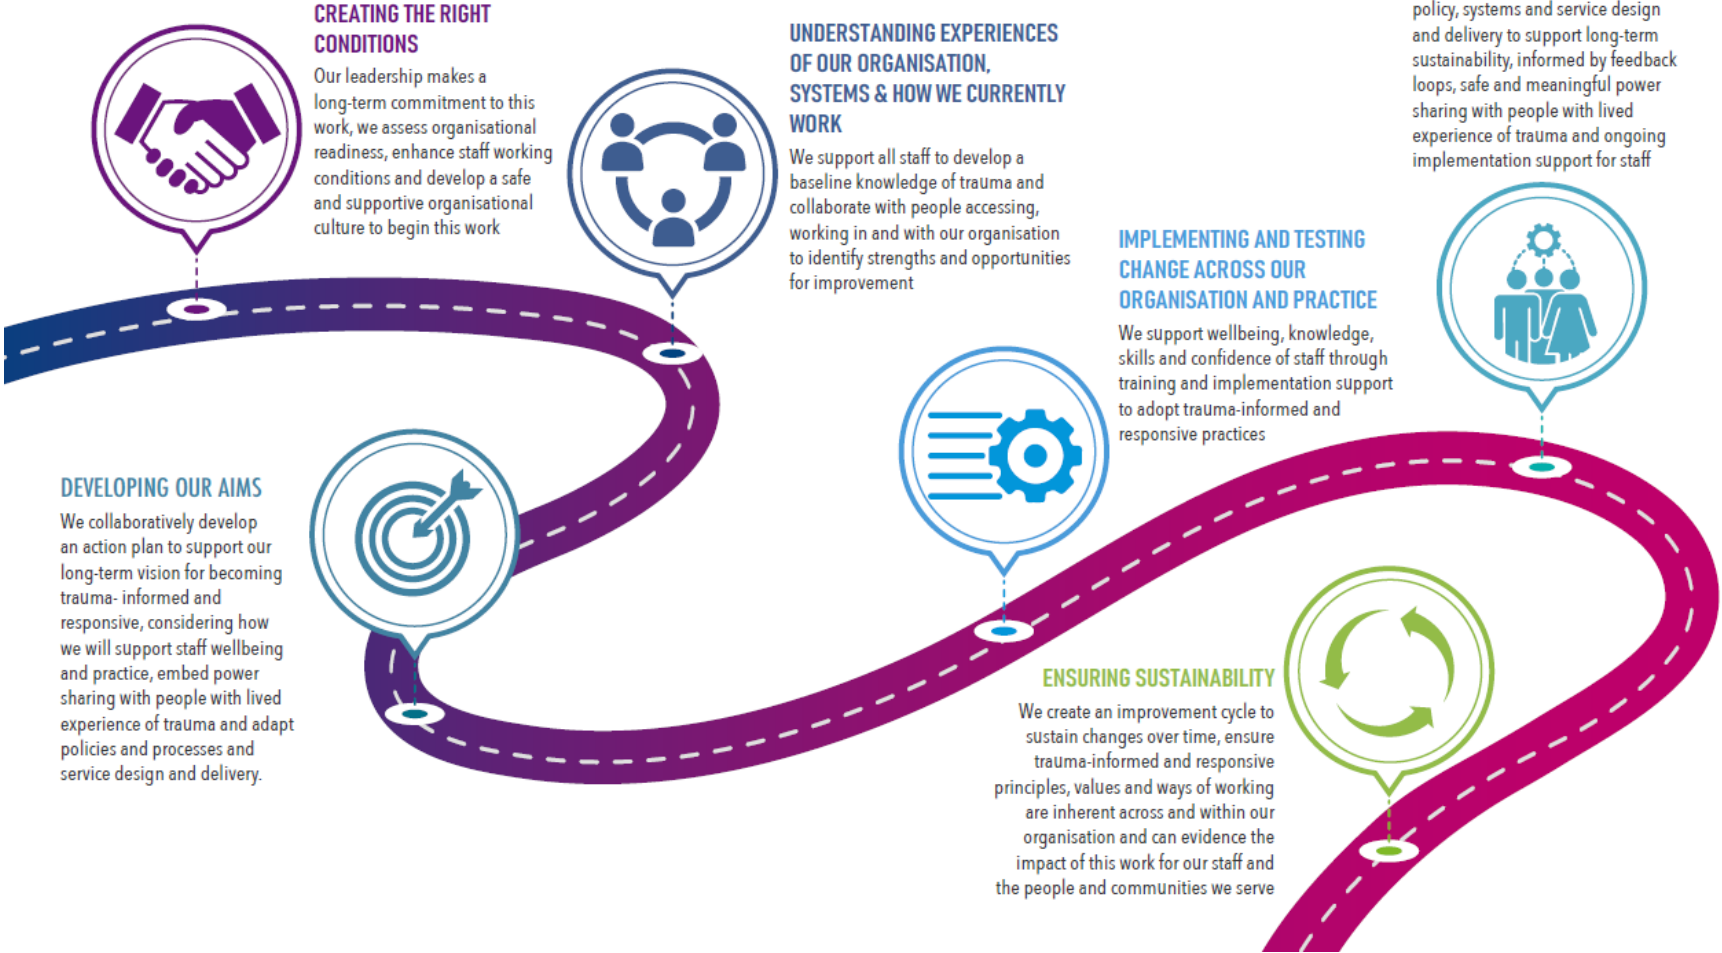 CREATING THE RIGHT
CONDITIONS
Our leadership makes a
long-term commitment to this
work, we assess organisational
readiness, enhance staff working
conditions and develop a safe
and supportive organisational
culture to begin this work
UNDERSTANDING EXPERIENCES
OF OUR ORGANISATION,
SYSTEMS & HOW WE CURRENTLY
WORK
We support all staff to develop a
baseline knowledge of trauma and
collaborate with people accessing,
working in and with our organisation
to identify strengths and opportunities
for improvement
DEVELOPING OUR AIMS
We collaboratively develop
an action plan to support our
long-term vision for becoming
trauma- informed and
responsive, considering how
we will support staff wellbeing
and practice, embed power
sharing with people with lived
experience of trauma and adapt
policies and processes and
service design and delivery.
IMPLEMENTING AND TESTING
CHANGE ACROSS OUR
ORGANISATION AND PRACTICE
We support wellbeing, knowledge,
skills and confidence of staff through
training and implementation support
to adopt trauma-informed and
responsive practices
policy, systems and service design
and delivery to support long-term
sustainability, informed by feedback
loops, safe and meaningful power
sharing with people with lived
experience of trauma and ongoing
implementation support for staff
ENSURING SUSTAINABILITY
We create an improvement cycle to
sustain changes over time, ensure
trauma-informed and responsive
principles, values and ways of working
are inherent across and within our
organisation and can evidence the
impact of this work for our staff and
the people and communities we serve